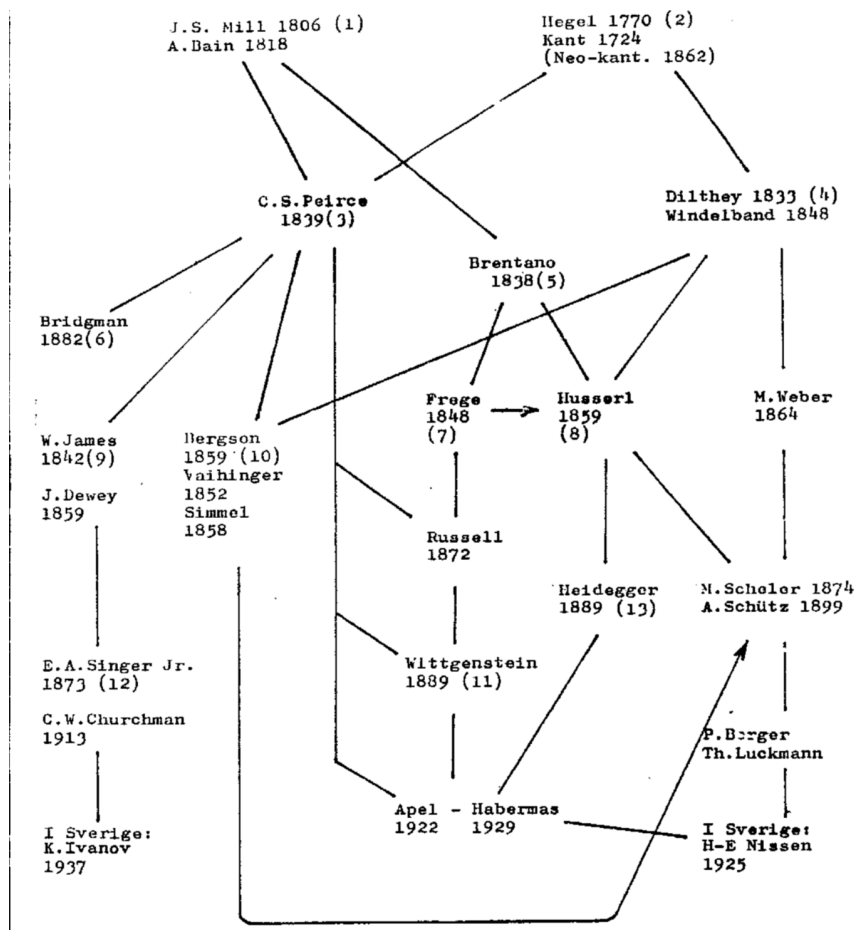 J.S. Mill 1806 (1)
A.Bain 1818
Hegel 1770 (2)
Kant 1724
(Neo-kant. 1862)
C.S.Peirce
1839(3)
Dilthey 1833 (4)
Windelband 1848
Brentano
1838(5)
Bridgman
1882(6)
Frege
1848
(7)
Husserl
1859
(8)
M.Weber
1864
W.James
1842(9)
J.Dewey
1859
Bergson
1859 (10)
Vaihinger
1852
Simmel
1858
Russell
1872
Heidegger
1889 (13)
M.Scheler 1874
A.Schütz 1899
E.A.Singer Jr.
1873 (12)
C.W.Churchman
1913
Wittgenstein
1889 (11)
P.Berger
Th.Luckmann
Apel - Habermas
1922 1929
I Sverige:
K.Ivanov
1937
I Sverige:
H-E Nissen
1925